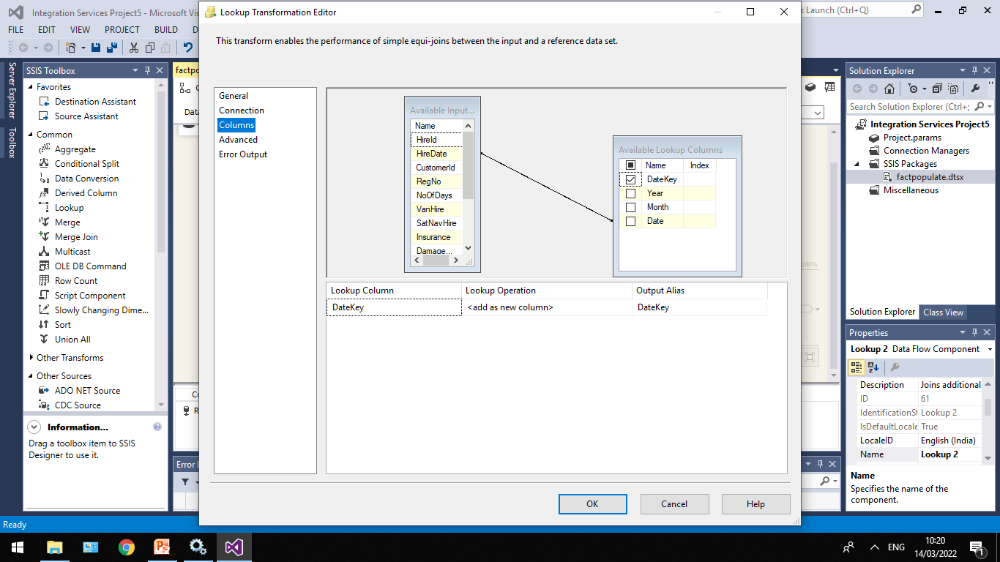 Integration Services Project5 - Microsoft Vis
Lookup Transformation Editor
Launch (Ctrl+Q)
FILE EDIT VIEW PROJECT BUILD D
This transform enables the performance of simple equi-joins between the input and a reference data set.
Server Explorer
Toolbox
SSIS Toolbox
Favorites
Destination Assistant
Source Assistant
Common
Aggregate
Conditional Split
Data Conversion
Derived Column
Lookup
Merge
Merge Join
Multicast
OLE DB Command
Row Count
Script Component
Slowly Changing Dime...
Sort
Union All
Other Transforms
Other Sources
ADO NET Source
CDC Source
Information...
Drag a toolbox item to SSIS
Designer to use it.
factpo
Dat
Co
R
Error L
General
Connection
Columns
Advanced
Error Output
Available Input...
Name
HireId
HireDate
CustomerId
RegNo
NoOfDays
VanHire
SatNavHire
Insurance
Damage...
Available Lookup Columns
Name Index
DateKey
Year
Month
Date
Lookup Column Lookup Operation Output Alias
DateKey <add as new column> DateKey
OK Cancel Help
100%
Solution Explorer
Search Solution Explorer (Ctrl+;
Integration Services Project5
Project.params
Connection Managers
SSIS Packages
factpopulate.dtsx
Miscellaneous
Solution Explorer Class View
Properties
Lookup 2 Data Flow Component
Description Joins additional
ID 61
IdentificationSt Lookup 2
IsDefaultLocale True
LocaleID English (India)
Name Lookup 2
Name
Specifies the name of the
component.
Ready
ENG
10:20
14/03/2022
1